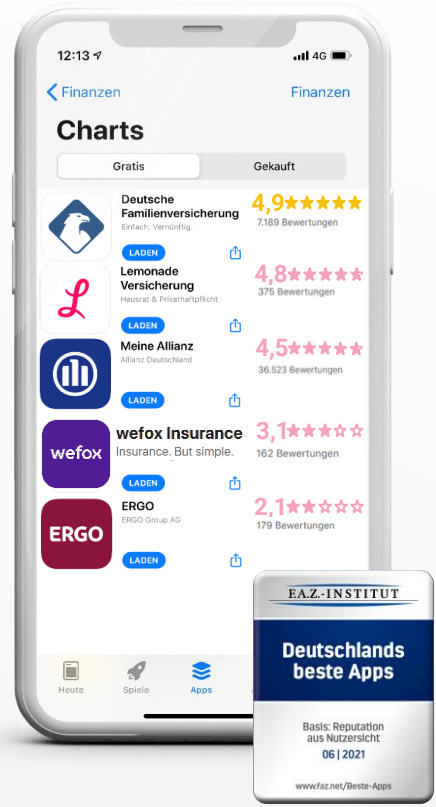 12:13
4G
Finanzen
Finanzen
Charts
Gratis
Gekauft
Deutsche
Familienversicherung
Einfach. Vernünftig.
4,9
7.189 Bewertungen
LADEN
Lemonade
Versicherung
Hausrat & Privathaftpflicht
4,8
375 Bewertungen
LADEN
Meine Allianz
Allianz Deutschland
4,5
36.523 Bewertungen
LADEN
wefox
wefox Insurance
Insurance. But simple.
3,1
162 Bewertungen
LADEN
ERGO
ERGO
ERGO Group AG
2,1
179 Bewertungen
LADEN
Heute
Spiele
Apps
F.A.Z.-INSTITUT
Deutschlands
beste Apps
Basis: Reputation
aus Nutzersicht
06 | 2021
www.faz.net/Beste-Apps